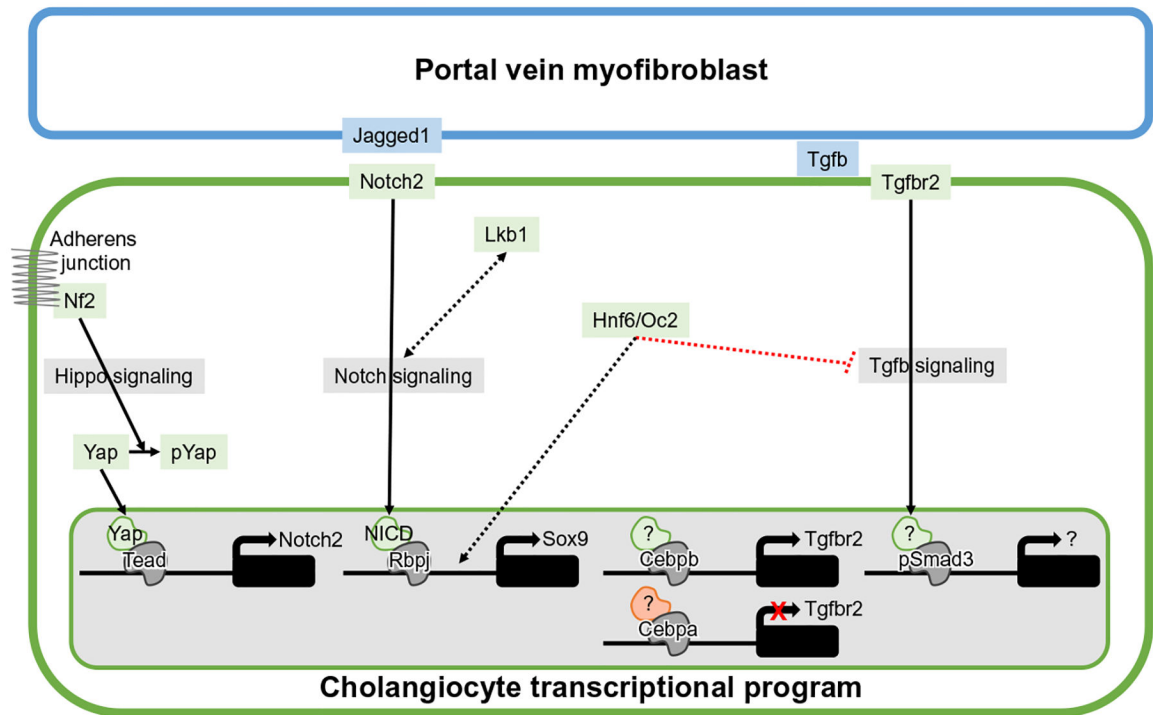 Portal vein myofibroblast
Jagged1
Tgfb
Notch2
Tgfbr2
Lkb1
Adherens
junction
Nf2
Hnf6/Oc2
Hippo signaling
Notch signaling
Tgfb signaling
Yap
pYap
Yap
Tead
Notch2
NICD
Rbpj
Sox9
?
Cebpb
Tgfbr2
?
pSmad3
?
?
Cebpa
X
Tgfbr2
Cholangiocyte transcriptional program